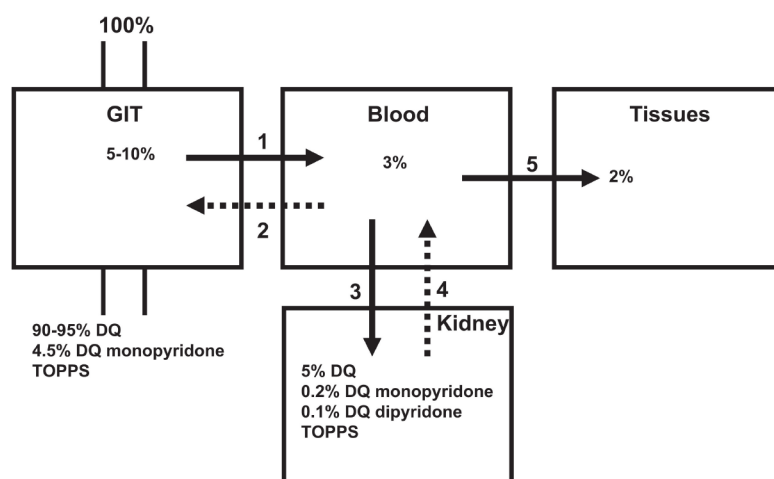 100%
GIT
5-10%
1
2
Blood
3%
5
Tissues
2%
90-95% DQ
4.5% DQ monopyridone
TOPPS
3
4
Kidney
5% DQ
0.2% DQ monopyridone
0.1% DQ dipyridone
TOPPS